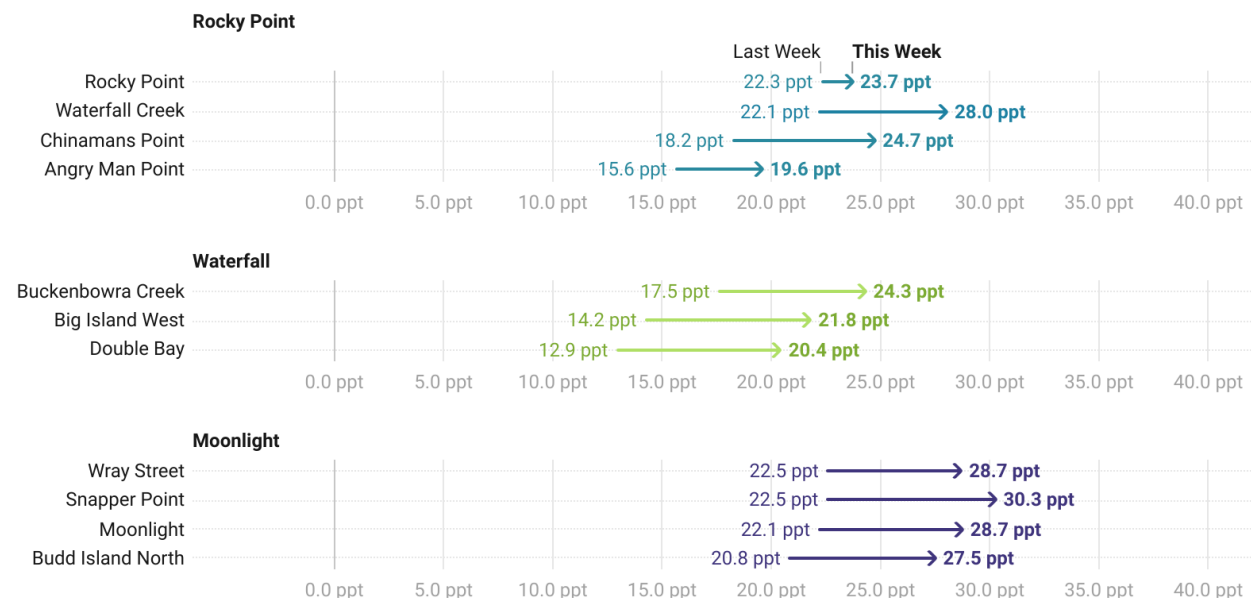 Rocky Point
Last Week This Week
Rocky Point 22.3 ppt 23.7 ppt
Waterfall Creek 22.1 ppt 28.0 ppt
Chinamans Point 18.2 ppt 24.7 ppt
Angry Man Point 15.6 ppt 19.6 ppt
0.0 ppt 5.0 ppt 10.0 ppt 15.0 ppt 20.0 ppt 25.0 ppt 30.0 ppt 35.0 ppt 40.0 ppt
Waterfall
Buckenbowra Creek 17.5 ppt 24.3 ppt
Big Island West 14.2 ppt 21.8 ppt
Double Bay 12.9 ppt 20.4 ppt
0.0 ppt 5.0 ppt 10.0 ppt 15.0 ppt 20.0 ppt 25.0 ppt 30.0 ppt 35.0 ppt 40.0 ppt
Moonlight
Wray Street 22.5 ppt 28.7 ppt
Snapper Point 22.5 ppt 30.3 ppt
Moonlight 22.1 ppt 28.7 ppt
Budd Island North 20.8 ppt 27.5 ppt
0.0 ppt 5.0 ppt 10.0 ppt 15.0 ppt 20.0 ppt 25.0 ppt 30.0 ppt 35.0 ppt 40.0 ppt